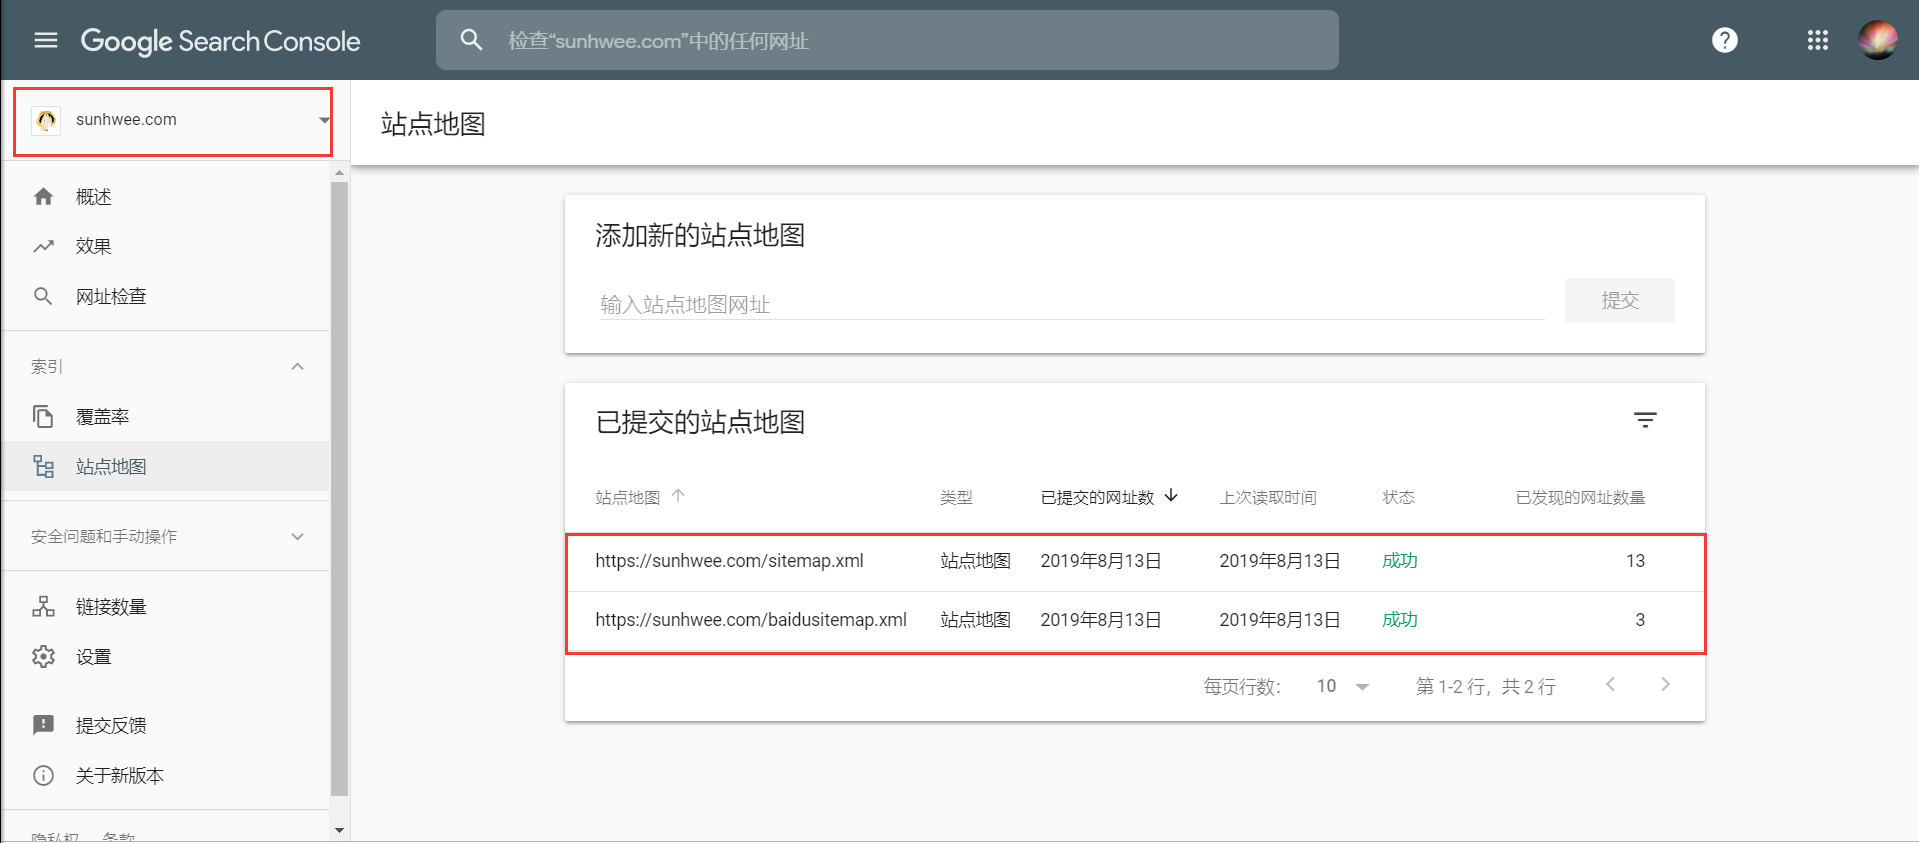 Google Search Console
检查“sunhwee.com”中的任何网址
sunhwee.com
概述
效果
网址检查
索引
覆盖率
站点地图
安全问题和手动操作
链接数量
设置
提交反馈
关于新版本
隐私权 条款
站点地图
添加新的站点地图
输入站点地图网址
提交
已提交的站点地图
站点地图 类型 已提交的网址数 上次读取时间 状态 已发现的网址数量
https://sunhwee.com/sitemap.xml 站点地图 2019年8月13日 2019年8月13日 成功 13
https://sunhwee.com/baidusitemap.xml 站点地图 2019年8月13日 2019年8月13日 成功 3
每页行数: 10 第 1-2 行，共 2 行